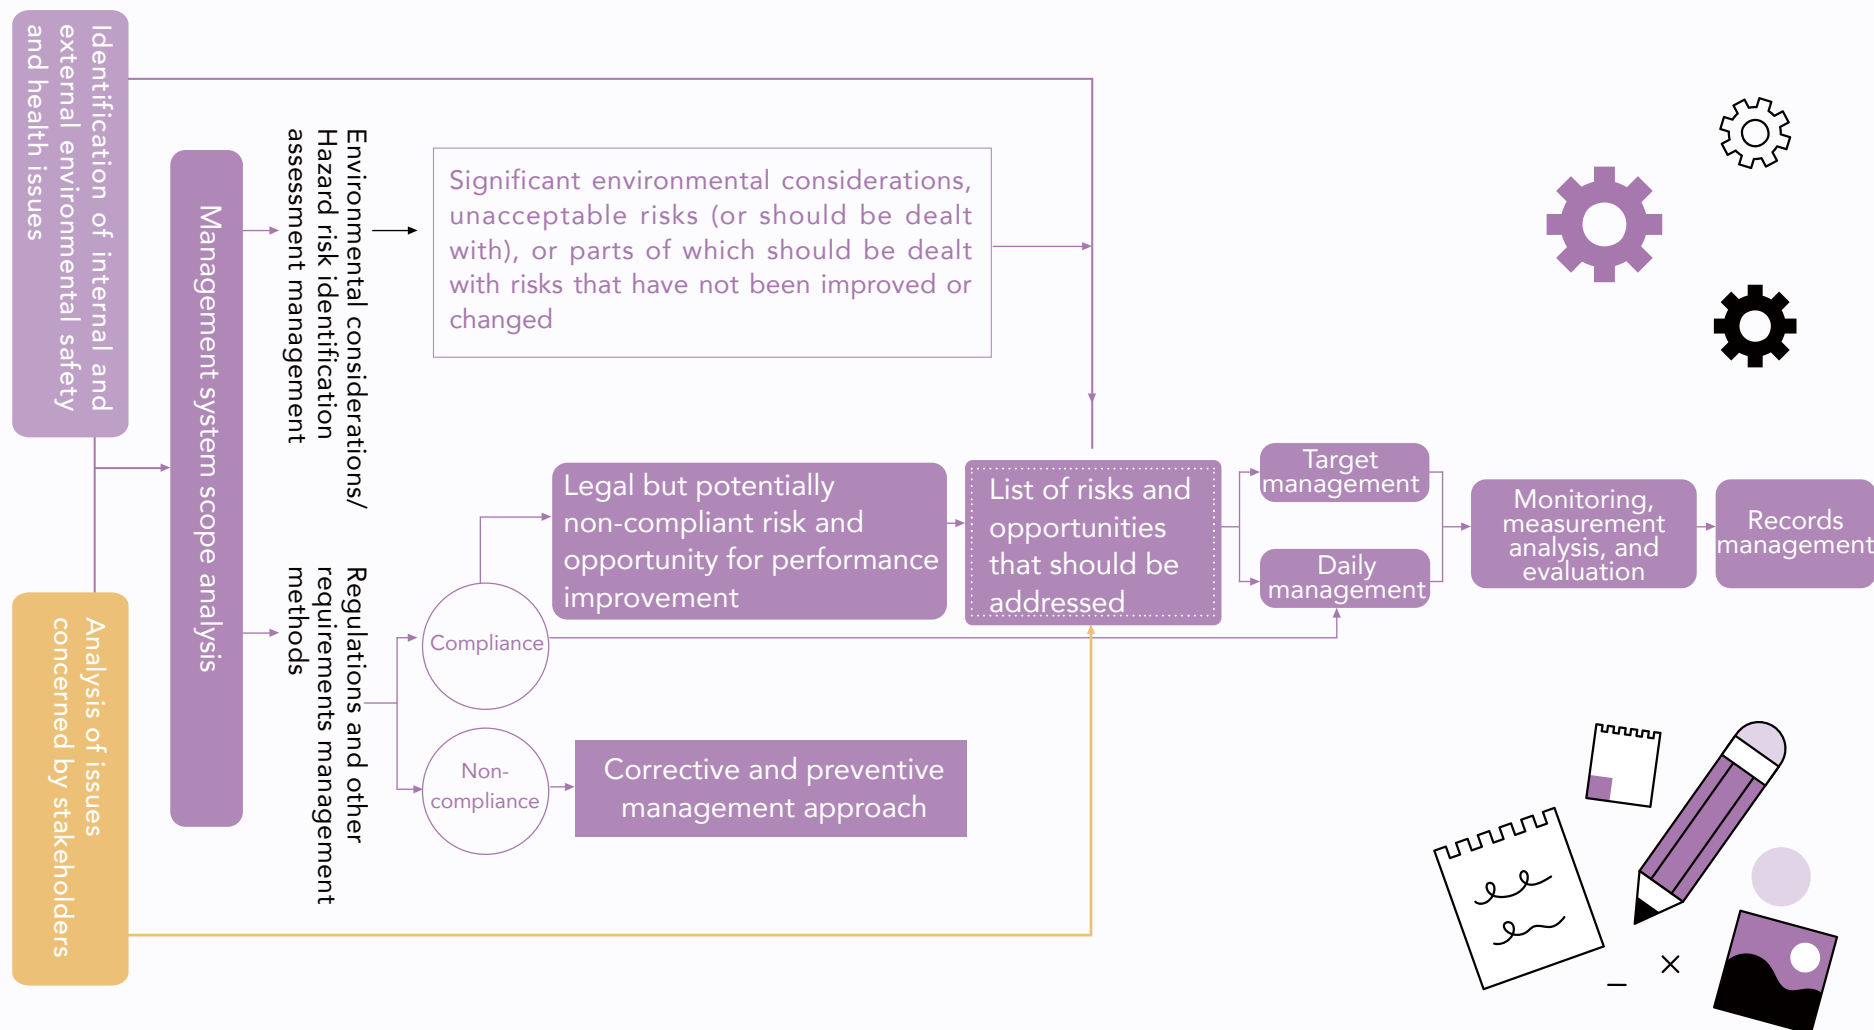 Identification of internal and
external environmental safety
and health issues
Analysis of issues
concerned by stakeholders
Management system scope analysis
Environmental considerations/
Hazard risk identification
assessment management
Significant environmental considerations,
unacceptable risks (or should be dealt
with), or parts of which should be dealt
with risks that have not been improved or
changed
Regulations and other
requirements management
methods
Compliance
Non-
compliance
Legal but potentially
non-compliant risk and
opportunity for performance
improvement
Corrective and preventive
management approach
List of risks and
opportunities
that should be
addressed
Target
management
Daily
management
Monitoring,
measurement
analysis, and
evaluation
Records
management